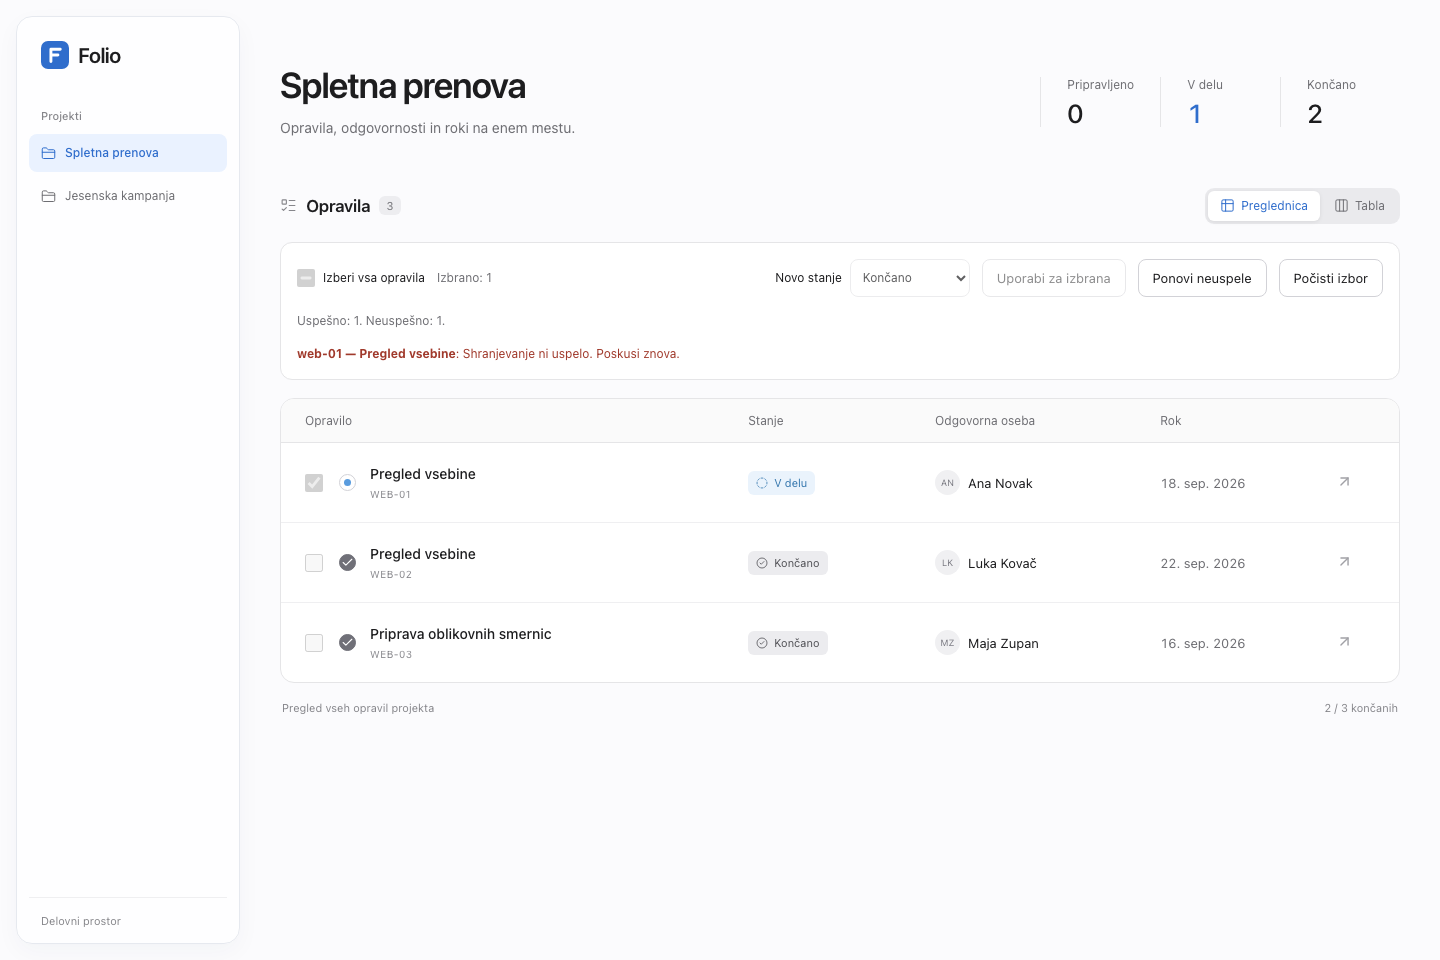 Folio
Projekti
Spletna prenova
Jesenska kampanja
Delovni prostor
Spletna prenova
Opravila, odgovornosti in roki na enem mestu.
Pripravljeno
0
V delu
1
Končano
2
Opravila 3
Preglednica
Tabla
Izberi vsa opravila
Izbrano: 1
Novo stanje
Končano
Uporabi za izbrana
Ponovi neuspele
Počisti izbor
Uspešno: 1. Neuspešno: 1.
web-01 — Pregled vsebine: Shranjevanje ni uspelo. Poskusi znova.
Opravilo Stanje Odgovorna oseba Rok
Pregled vsebine
WEB-01
V delu
AN Ana Novak
18. sep. 2026
Pregled vsebine
WEB-02
Končano
LK Luka Kovač
22. sep. 2026
Priprava oblikovnih smernic
WEB-03
Končano
MZ Maja Zupan
16. sep. 2026
Pregled vseh opravil projekta
2 / 3 končanih